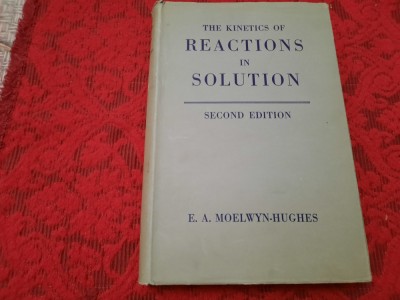 THE KINETICS OF
REACTIONS
IN
SOLUTION
SECOND EDITION
E. A. MOELWYN-HUGHES